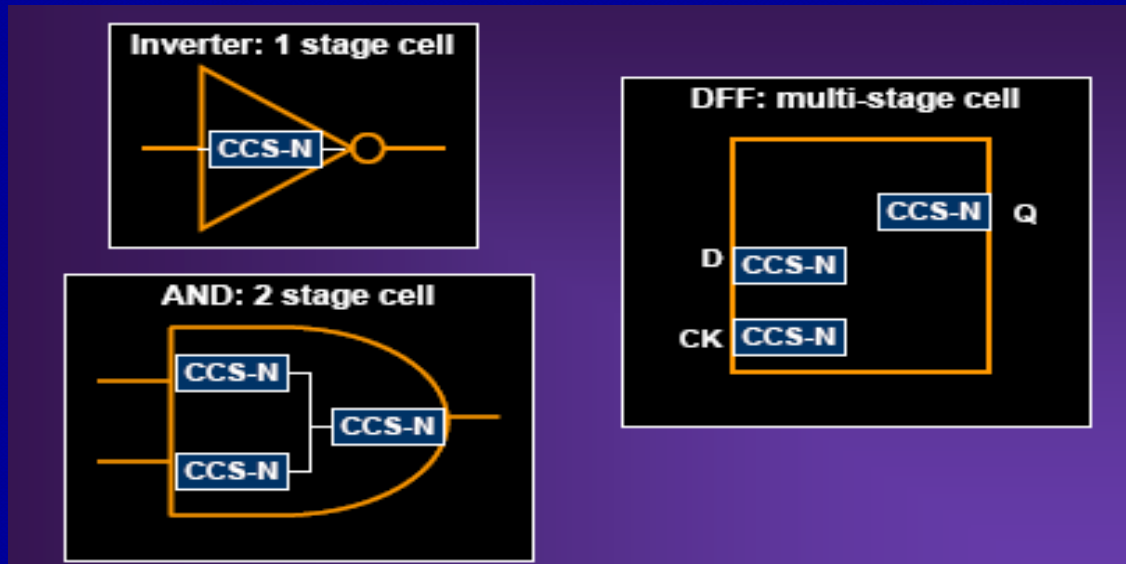 Inverter: 1 stage cell
CCS-N
AND: 2 stage cell
CCS-N
CCS-N
CCS-N
DFF: multi-stage cell
CCS-N Q
D CCS-N
CK CCS-N